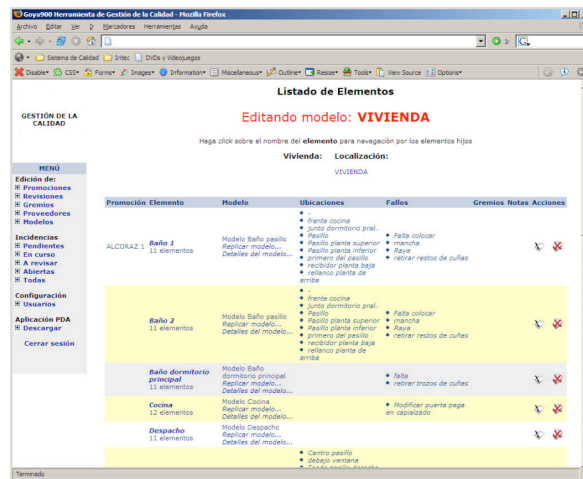 Goya900 Herramienta de Gestión de la Calidad - Mozilla Firefox
Archivo Editar Ver Ir Marcadores Herramientas Ayuda
Sistema de Calidad Iritec DVDs y Videojuegos
Disable CSS Forms Images Information Miscellaneous Outline Resize Tools View Source Options
Listado de Elementos
GESTIÓN DE LA
CALIDAD
Editando modelo: VIVIENDA
Haga click sobre el nombre del elemento para navegación por los elementos hijos
Vivienda: Localización:
VIVIENDA
MENÚ
Edición de:
Promociones
Revisiones
Gremios
Proveedores
Modelos
Incidencias
Pendientes
En curso
A revisar
Abiertas
Todas
Configuración
Usuarios
Aplicación PDA
Descargar
Cerrar sesión
Promoción Elemento Modelo Ubicaciones Fallos Gremios Notas Acciones
ALCORAZ 1
Baño 1
11 elementos
Modelo Baño pasillo
Replicar modelo...
Detalles del modelo...
-
frente cocina
junto dormitorio pral.
Pasillo
Pasillo planta superior
Pasillo planta inferior
primero del pasillo
recibidor planta baja
rellanco planta de
arriba
Falta colocar
mancha
Raya
retirar restos de cuñas
Baño 2
11 elementos
Modelo Baño pasillo
Replicar modelo...
Detalles del modelo...
-
frente cocina
junto dormitorio pral.
Pasillo
Pasillo planta superior
Pasillo planta inferior
primero del pasillo
recibidor planta baja
rellanco planta de
arriba
Falta colocar
mancha
Raya
retirar restos de cuñas
Baño dormitorio
principal
11 elementos
Modelo Baño
dormitorio principal
Replicar modelo...
Detalles del modelo...
falta
retirar trozos de cuñas
Cocina
12 elementos
Modelo Cocina
Replicar modelo...
Detalles del modelo...
Modificar puerta pega
en capialzado
Despacho
11 elementos
Modelo Despacho
Replicar modelo...
Detalles del modelo...
Centro pasillo
debajo ventana
Terminado